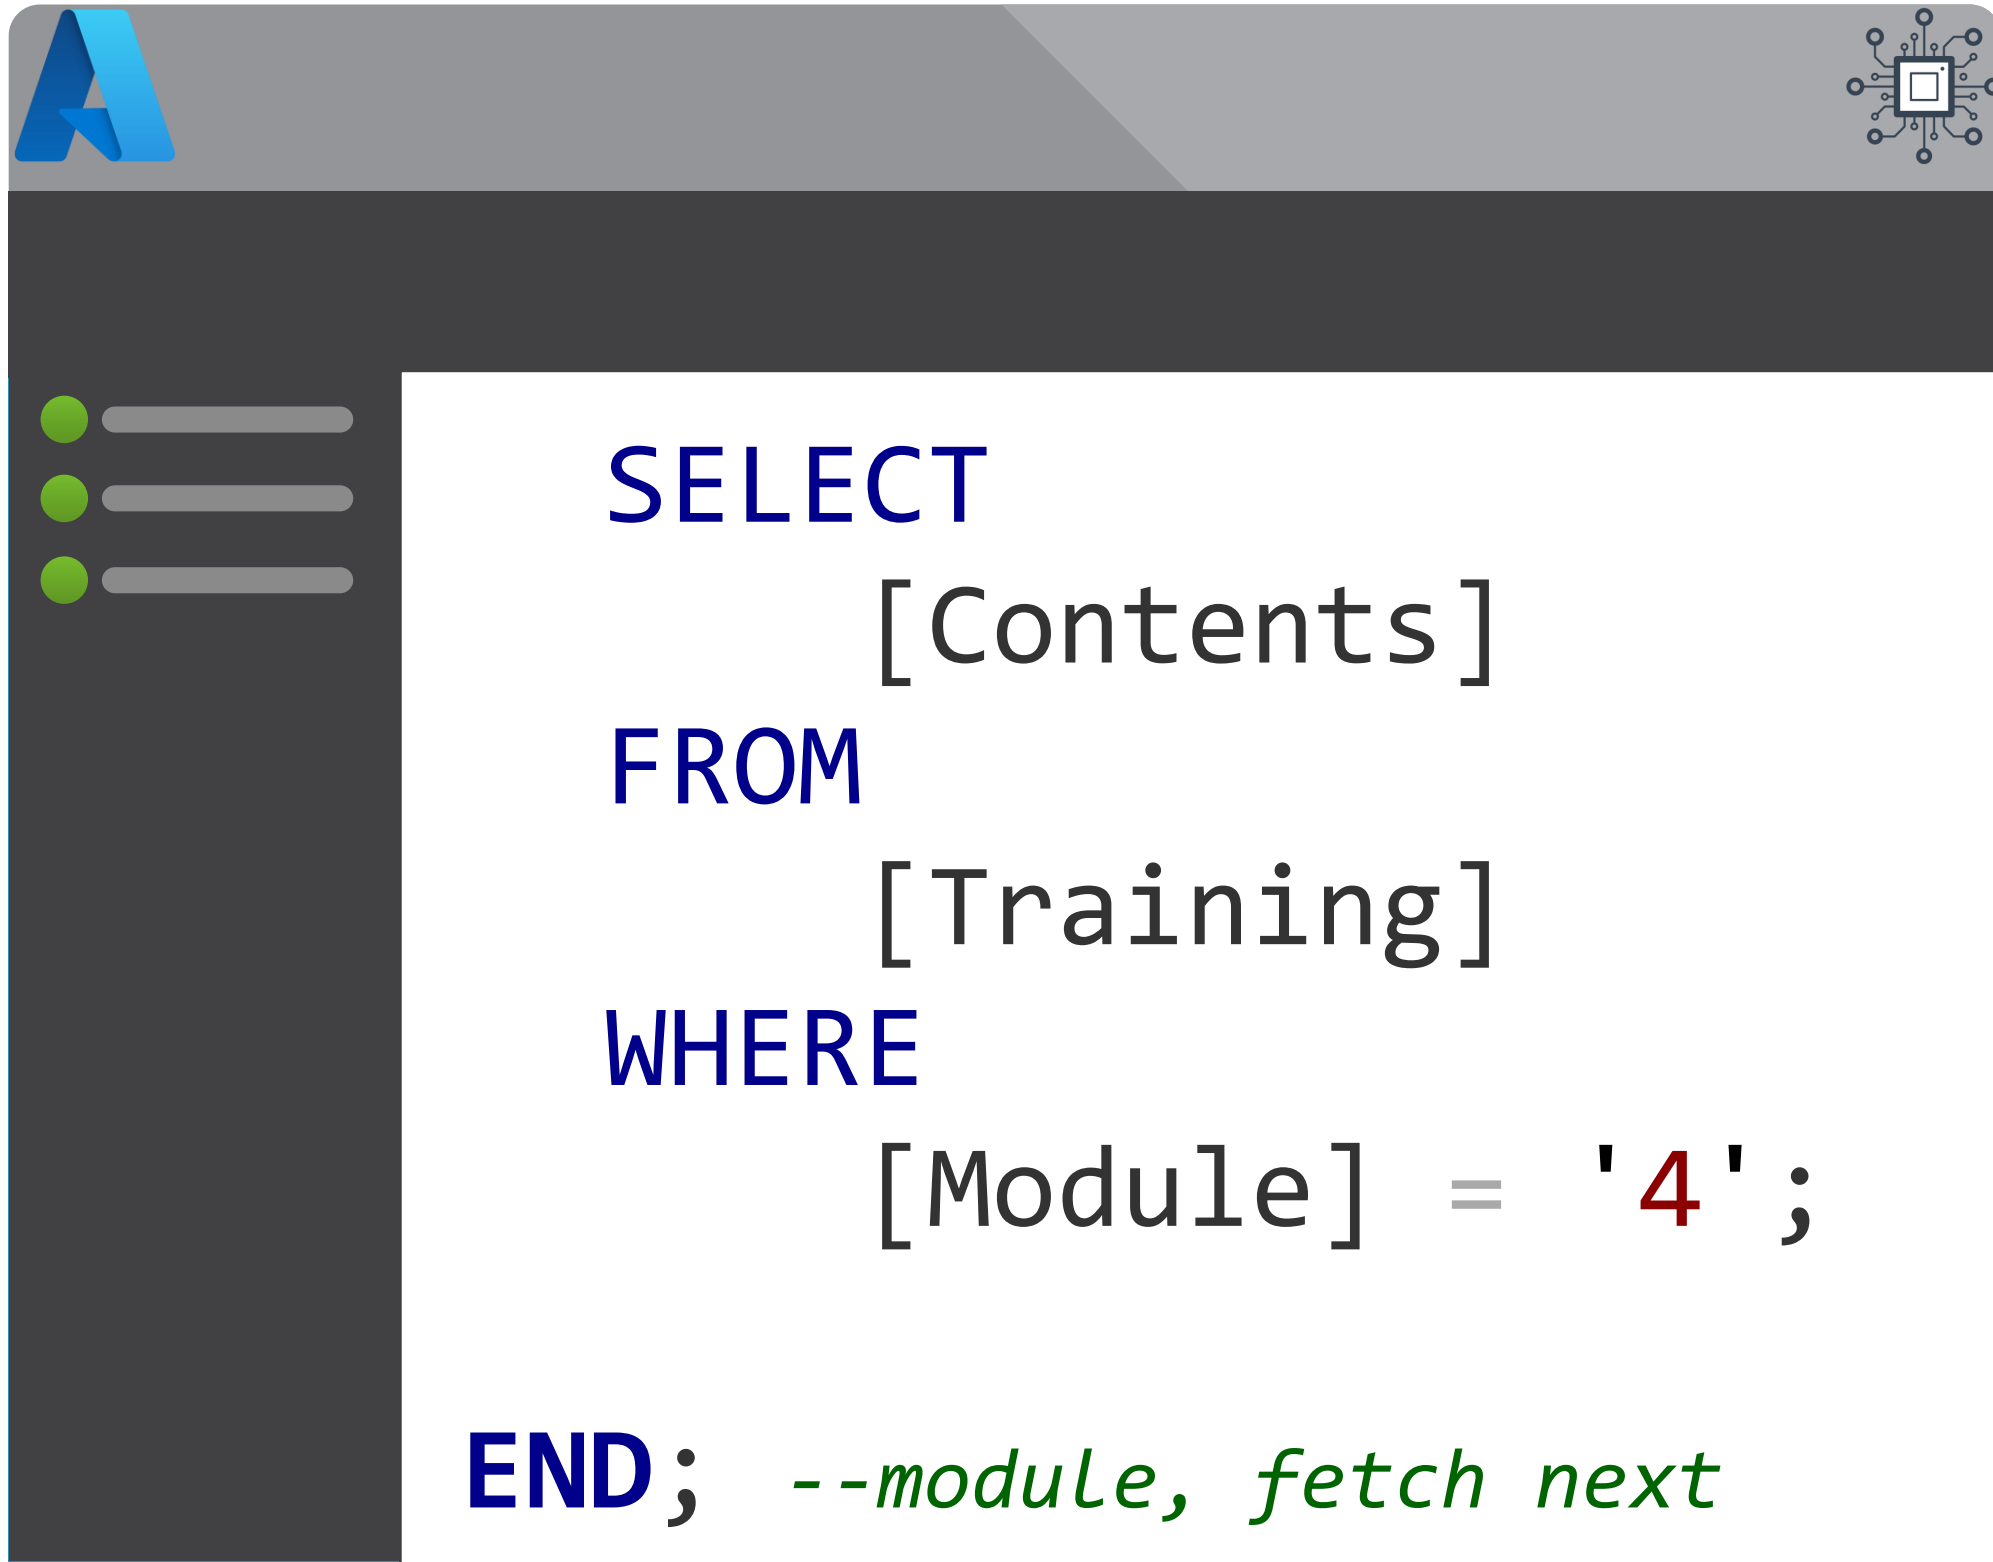 SELECT
[Contents]
FROM
[Training]
WHERE
[Module] = '4';
END; --module, fetch next